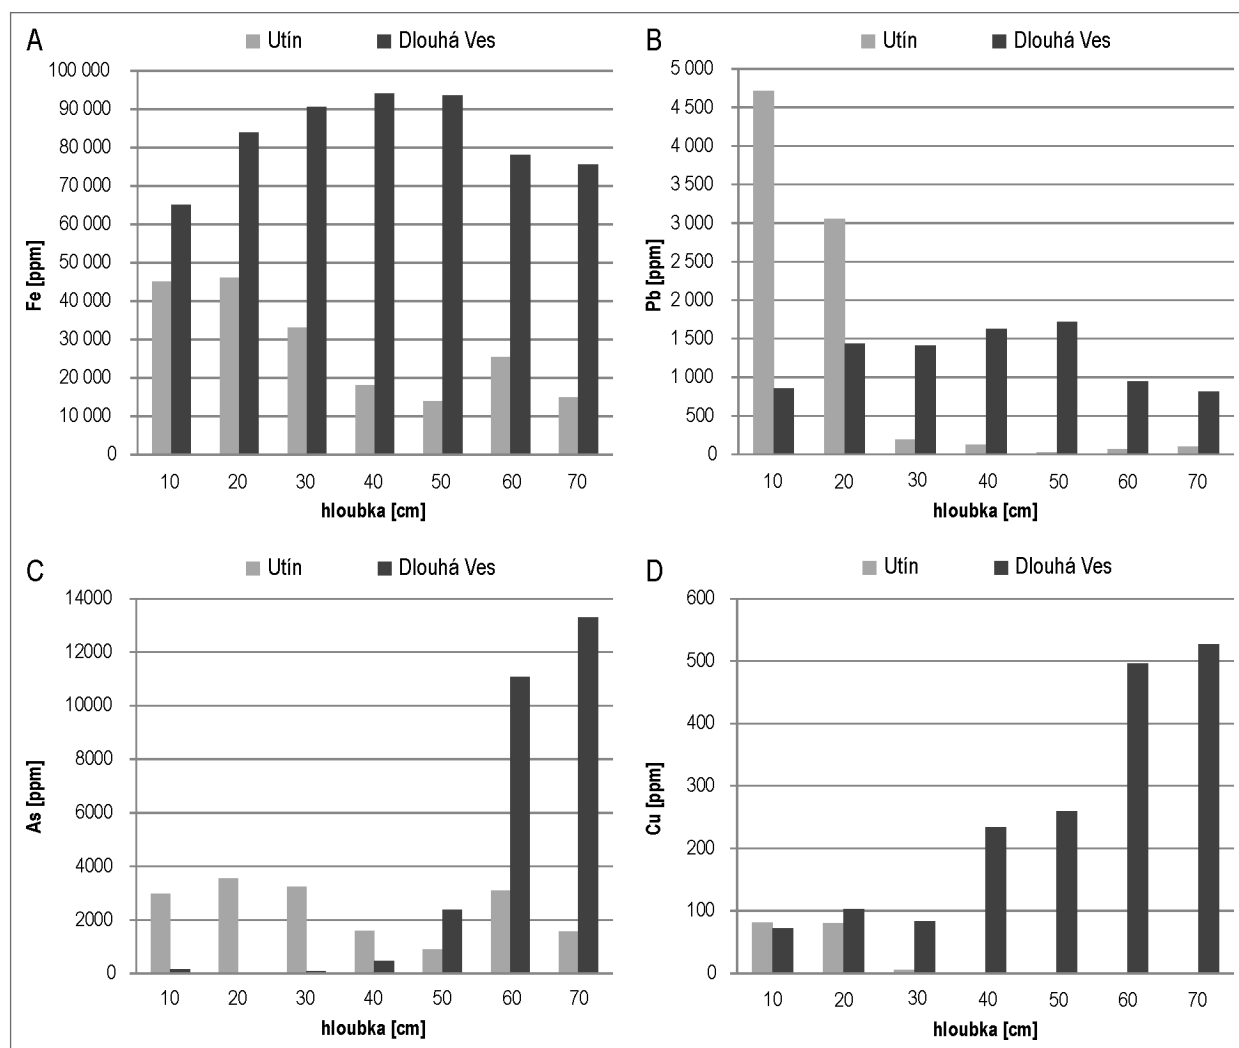 A
Utín
Dlouhá Ves
100 000
90 000
80 000
70 000
60 000
50 000
40 000
30 000
20 000
10 000
0
Fe [ppm]
10 20 30 40 50 60 70
hloubka [cm]
B
Utín
Dlouhá Ves
5 000
4 500
4 000
3 500
3 000
2 500
2 000
1 500
1 000
500
0
Pb [ppm]
10 20 30 40 50 60 70
hloubka [cm]
C
Utín
Dlouhá Ves
14000
12000
10000
8000
6000
4000
2000
0
As [ppm]
10 20 30 40 50 60 70
hloubka [cm]
D
Utín
Dlouhá Ves
600
500
400
300
200
100
0
Cu [ppm]
10 20 30 40 50 60 70
hloubka [cm]